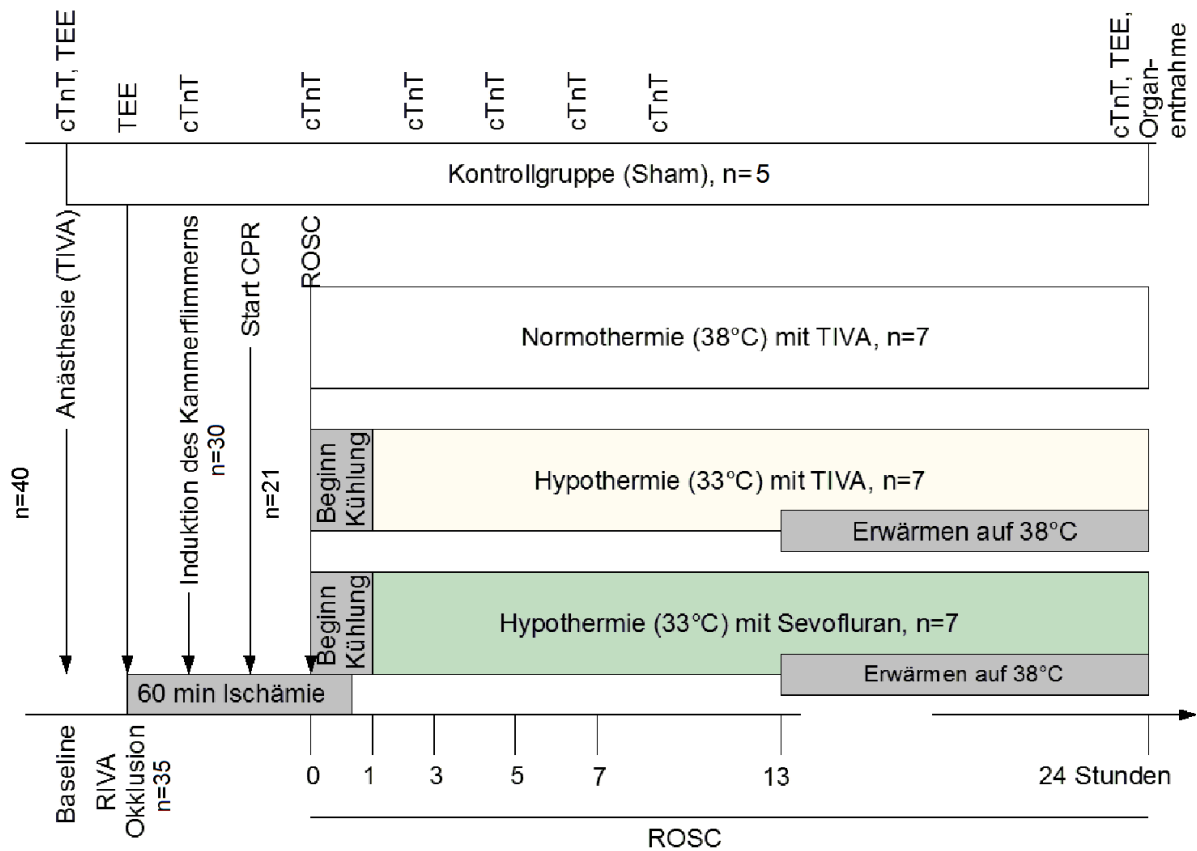 cTnT, TEE
TEE
cTnT
cTnT
cTnT
cTnT
cTnT
cTnT
cTnT, TEE,
Organ-
entnahme
Kontrollgruppe (Sham), n=5
n=40
Anästhesie (TIVA)
Induktion des Kammerflimmerns
n=30
Start CPR
n=21
ROSC
Normothermie (38°C) mit TIVA, n=7
Beginn
Kühlung
Hypothermie (33°C) mit TIVA, n=7
Erwärmen auf 38°C
Beginn
Kühlung
Hypothermie (33°C) mit Sevofluran, n=7
Erwärmen auf 38°C
60 min Ischämie
Baseline
RIVA
Okklusion
n=35
0 1 3 5 7 13 24 Stunden
ROSC